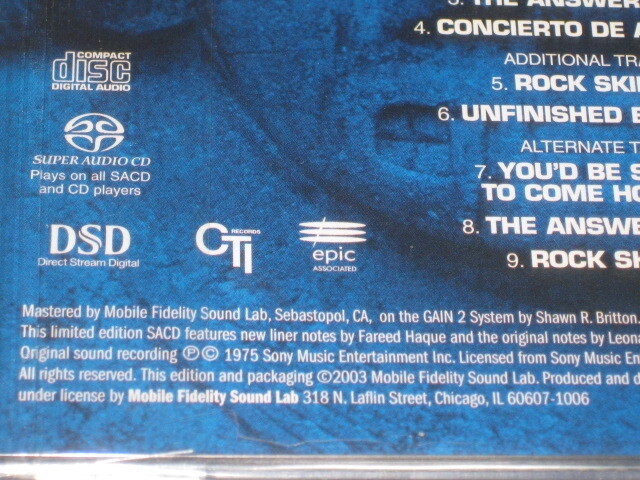 3. THE ANSWER
4. CONCIERTO DE A
ADDITIONAL TRA
5. ROCK SKI
6. UNFINISHED B
ALTERNATE T
7. YOU'D BE S
TO COME HO
8. THE ANSWE
9. ROCK SK
COMPACT
disc
DIGITAL AUDIO
SUPER AUDIO CD
Plays on all SACD
and CD players
DSD
Direct Stream Digital
CTI RECORDS
epic
ASSOCIATED
Mastered by Mobile Fidelity Sound Lab, Sebastopol, CA, on the GAIN 2 System by Shawn R. Britton.
This limited edition SACD features new liner notes by Fareed Haque and the original notes by Leona
Original sound recording ℗© 1975 Sony Music Entertainment Inc. Licensed from Sony Music En
All rights reserved. This edition and packaging ©2003 Mobile Fidelity Sound Lab. Produced and d
under license by Mobile Fidelity Sound Lab 318 N. Laflin Street, Chicago, IL 60607-1006